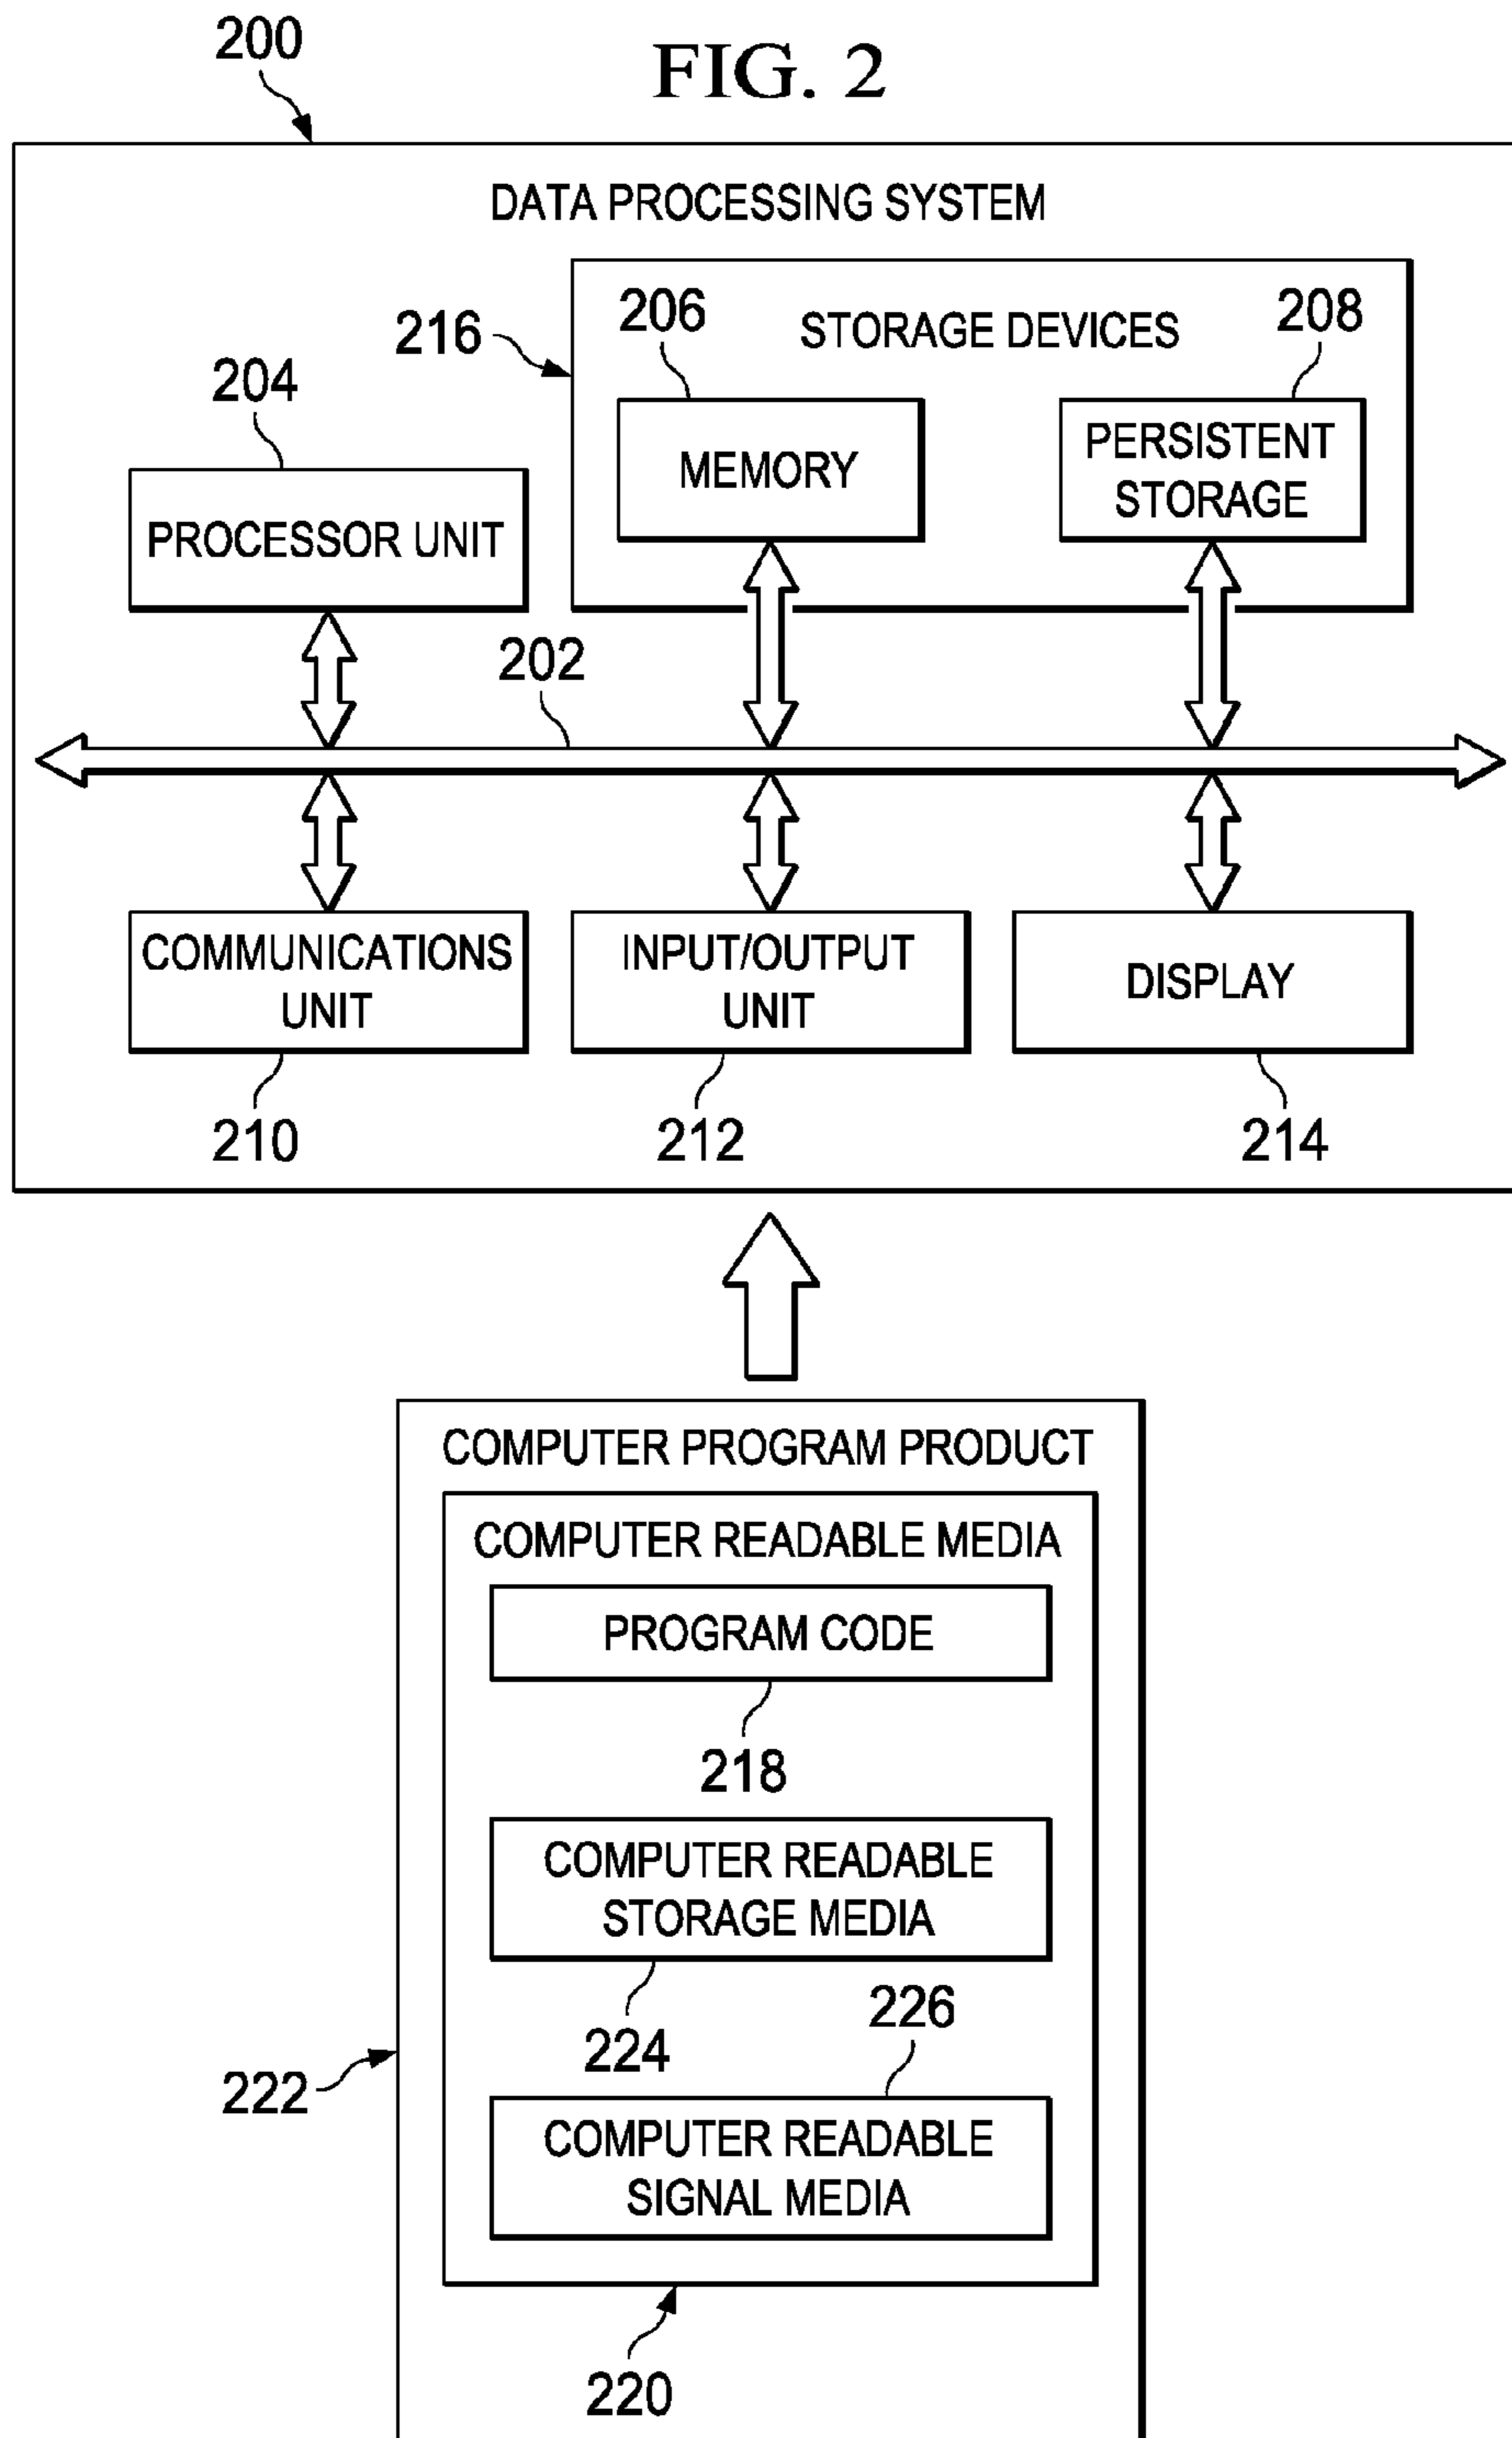 200
FIG. 2
DATA PROCESSING SYSTEM
216
206
STORAGE DEVICES
208
204
MEMORY
PERSISTENT
STORAGE
PROCESSOR UNIT
202
COMMUNICATIONS
UNIT
INPUT/OUTPUT
UNIT
DISPLAY
210
212
214
COMPUTER PROGRAM PRODUCT
COMPUTER READABLE MEDIA
PROGRAM CODE
218
COMPUTER READABLE
STORAGE MEDIA
224
226
222
COMPUTER READABLE
SIGNAL MEDIA
220